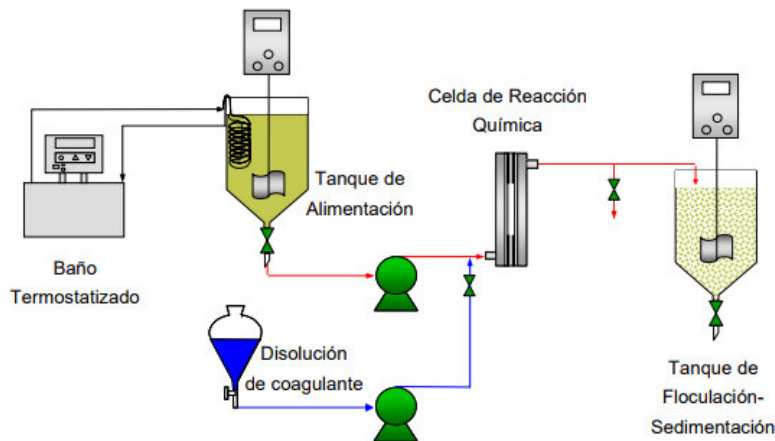 Celda de Reacción
Química
Tanque de
Alimentación
Baño
Termostatizado
Disolución
de coagulante
Tanque de
Floculación-
Sedimentación